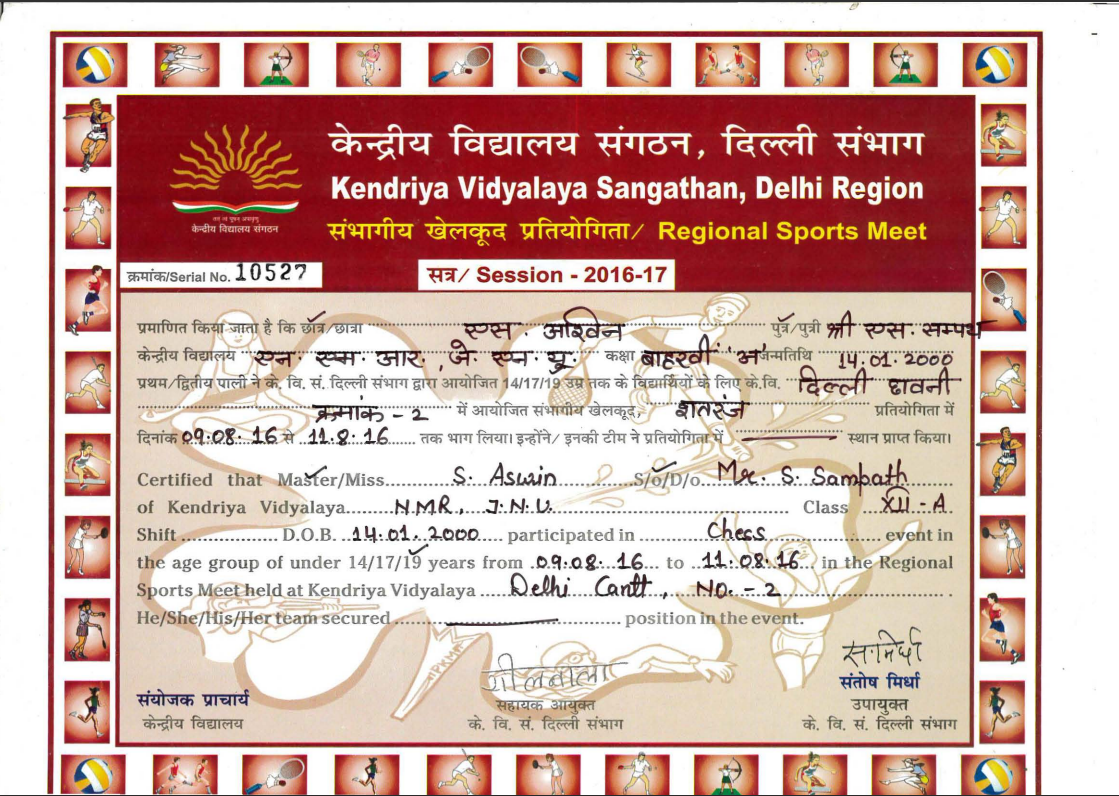 केन्द्रीय विद्यालय संगठन, दिल्ली संभाग
Kendriya Vidyalaya Sangathan, Delhi Region
संभागीय खेलकूद प्रतियोगिता/ Regional Sports Meet
केन्द्रीय विद्यालय संगठन
क्रमांक/Serial No. 10527
सत्र/ Session - 2016-17
प्रमाणित किया जाता है कि छात्र/छात्रा एस. अश्विन पुत्र/पुत्री श्री एस. सम्पथ
केन्द्रीय विद्यालय एन एम आर, जे. एन. यू. कक्षा बाहरवी 'अ' जन्मतिथि 14.01.2000
प्रथम/द्वितीय पाली ने के. वि. सं. दिल्ली संभाग द्वारा आयोजित 14/17/19 उम्र तक के विद्यार्थियों के लिए के.वि. दिल्ली छावनी
क्रमांक - 2 में आयोजित संभागीय खेलकूद, शतरंज प्रतियोगिता में
दिनांक 09.08.16 से 11.8.16 तक भाग लिया। इन्होंने/ इनकी टीम ने प्रतियोगिता में स्थान प्राप्त किया।
Certified that Master/Miss S. Aswin S/o/D/o Mr. S. Sampath
of Kendriya Vidyalaya NMR, J.N.U. Class XII - A
Shift D.O.B. 14.01.2000 participated in Chess event in
the age group of under 14/17/19 years from 09.08.16 to 11.08.16 in the Regional
Sports Meet held at Kendriya Vidyalaya Delhi Cantt, NO. - 2 .
He/She/His/Her team secured position in the event.
संयोजक प्राचार्य
केन्द्रीय विद्यालय
सहायक आयुक्त
के. वि. सं. दिल्ली संभाग
संतोष मिर्धा
उपायुक्त
के. वि. सं. दिल्ली संभाग